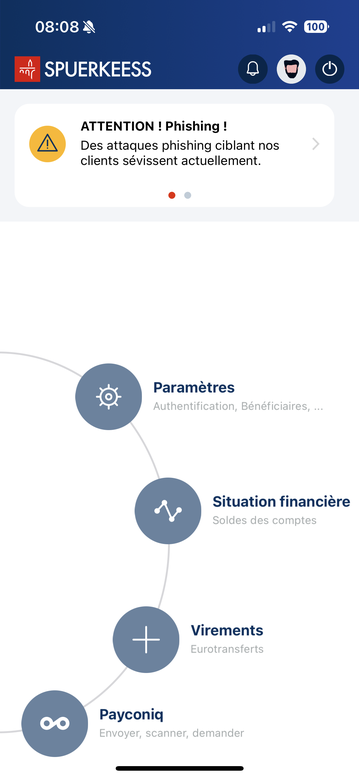 08:08
100
SPUERKEESS
ATTENTION ! Phishing !
Des attaques phishing ciblant nos
clients sévissent actuellement.
Paramètres
Authentification, Bénéficiaires, ...
Situation financière
Soldes des comptes
Virements
Eurotransferts
Payconiq
Envoyer, scanner, demander